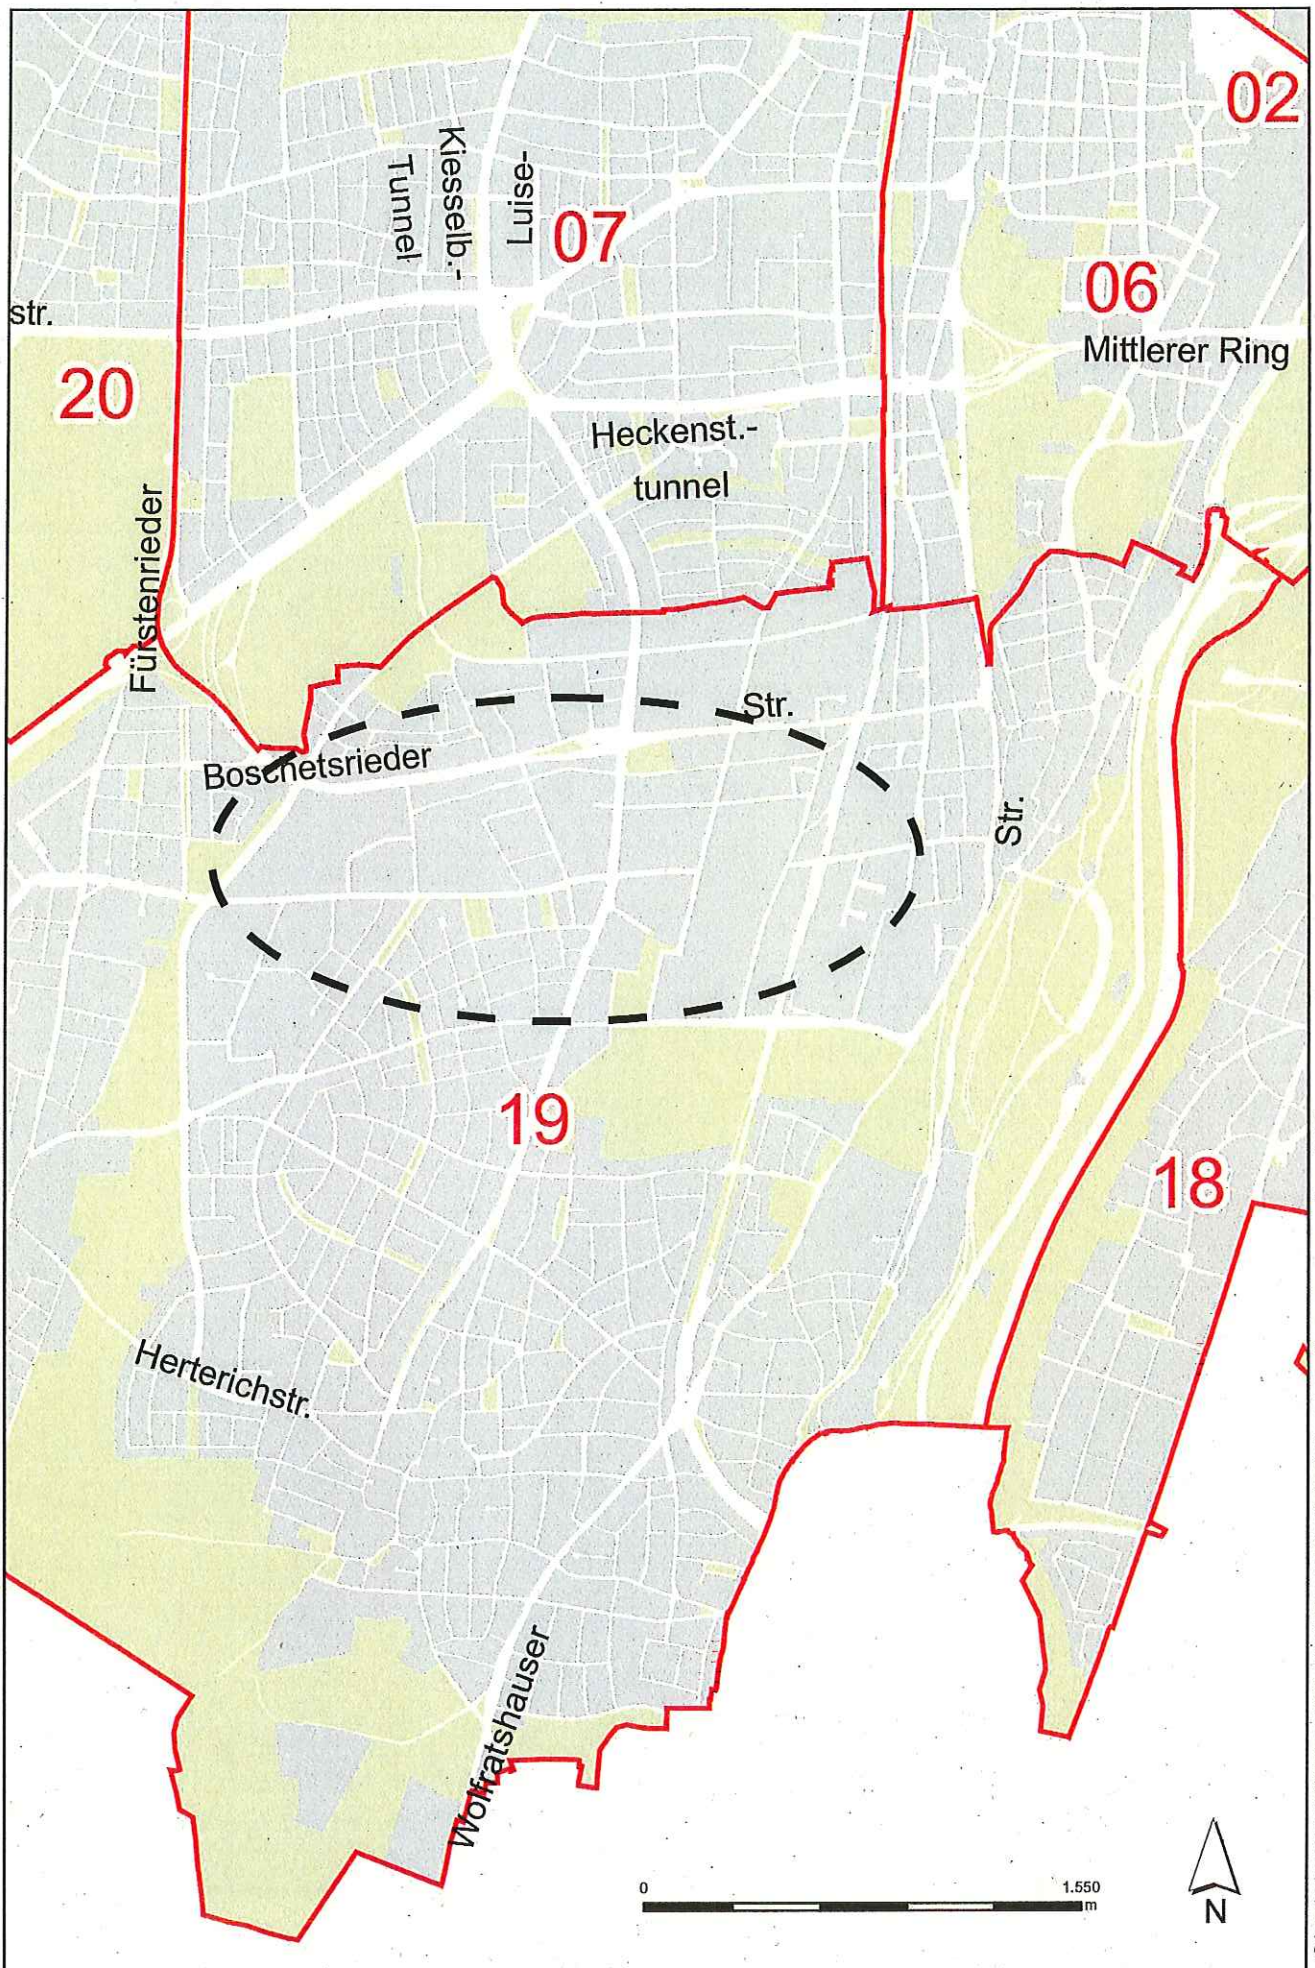 02
Luise-
Kiesselb.-
Tunnel
07
06
str.
Mittlerer Ring
20
Heckenst.-
tunnel
Fürstenrieder
Str.
Boschetsrieder
Str.
19
18
Herterichstr.
Wolfratshauser
0
1.550
m
N